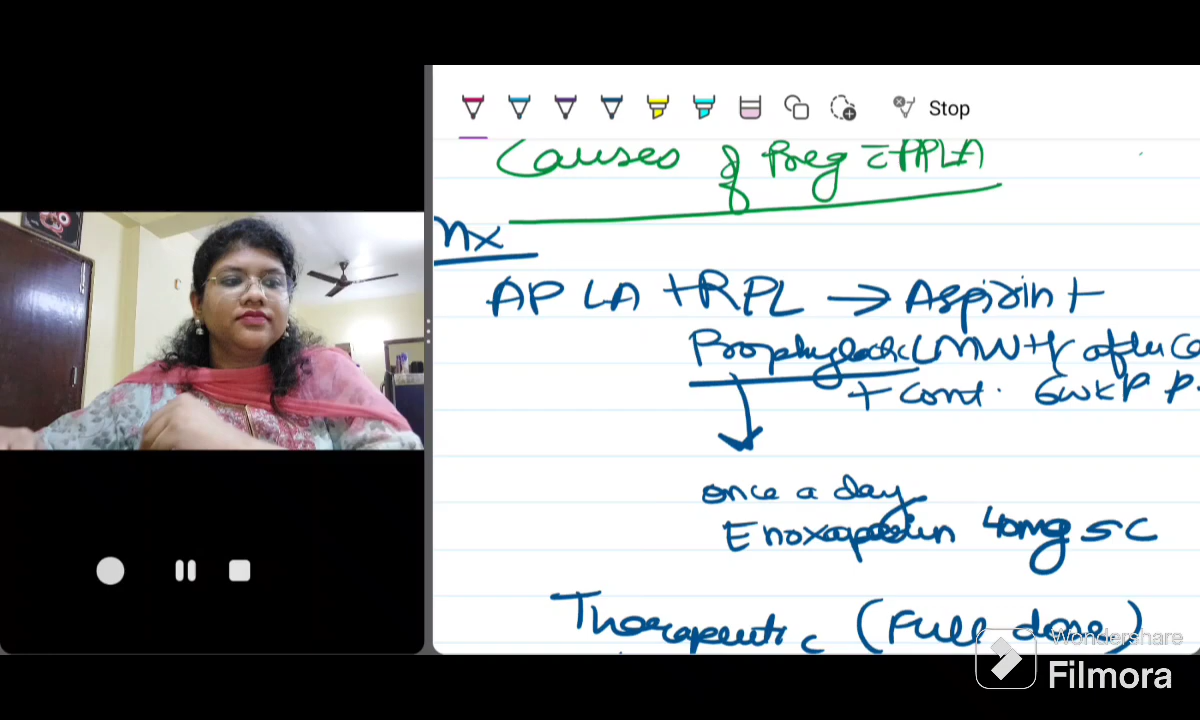 Stop
Causes of Preg c̄ APLA
Mx
APLA + RPL → Aspirin +
Prophylactic LMWH after
+ cont. 6wk P P.
once a day
Enoxaparin 40mg SC
Therapeutic (Full dose)
Wondershare
Filmora